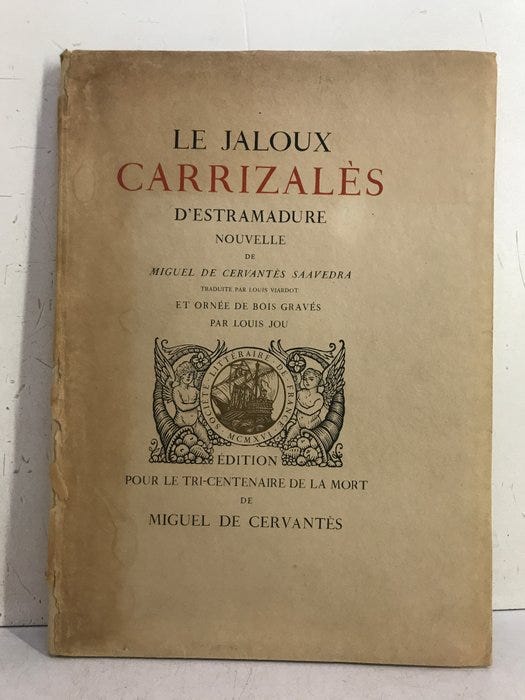 LE JALOUX
CARRIZALÈS
D'ESTRAMADURE
NOUVELLE
DE
MIGUEL DE CERVANTÈS SAAVEDRA
TRADUITE PAR LOUIS VIARDOT
ET ORNÉE DE BOIS GRAVÉS
PAR LOUIS JOU
SOCIÉTÉ LITTÉRAIRE DE FRANCE
MCMXVI
ÉDITION
POUR LE TRI-CENTENAIRE DE LA MORT
DE
MIGUEL DE CERVANTÈS